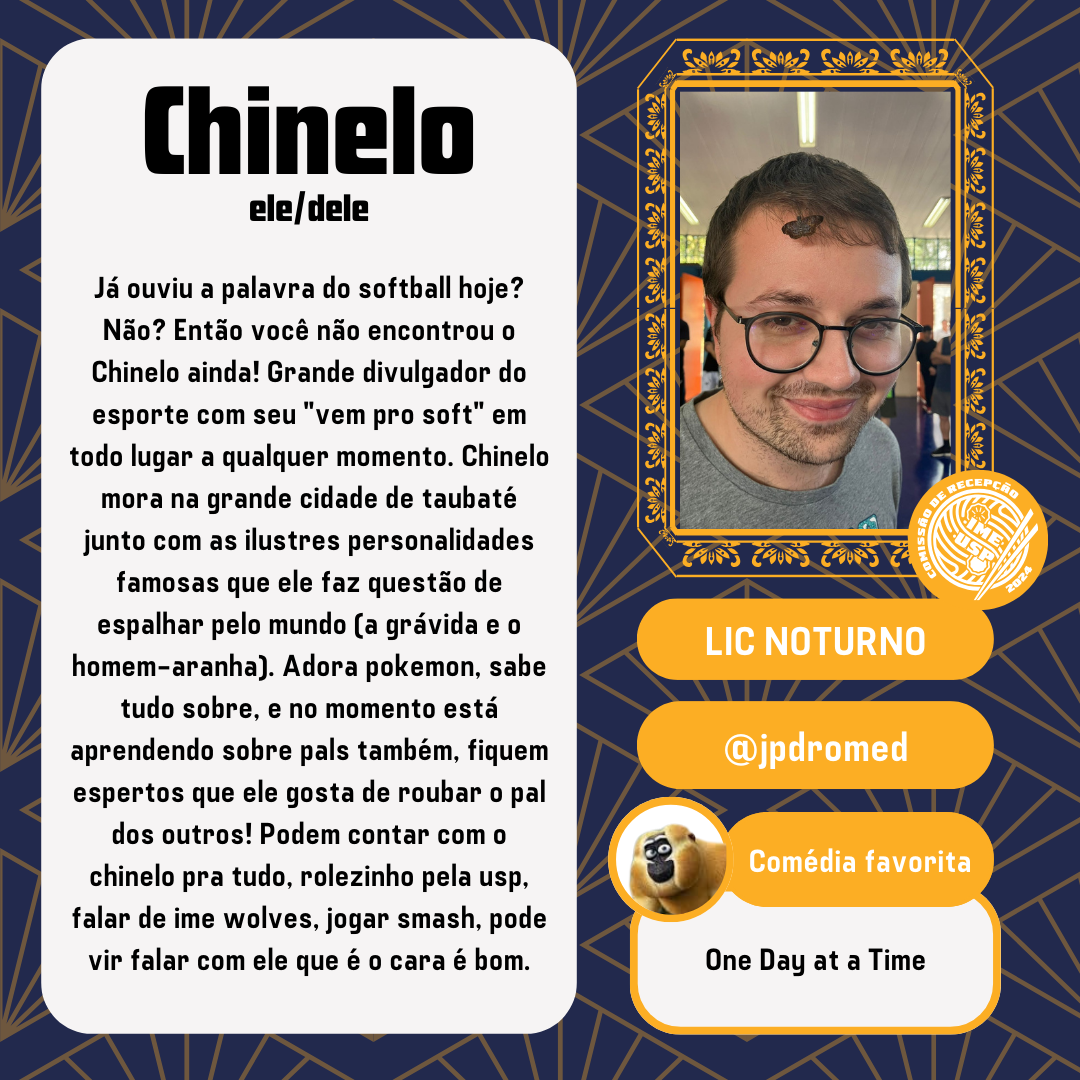 Chinelo
ele/dele
Já ouviu a palavra do softball hoje?
Não? Então você não encontrou o
Chinelo ainda! Grande divulgador do
esporte com seu "vem pro soft" em
todo lugar a qualquer momento. Chinelo
mora na grande cidade de taubaté
junto com as ilustres personalidades
famosas que ele faz questão de
espalhar pelo mundo (a grávida e o
homem-aranha). Adora pokemon, sabe
tudo sobre, e no momento está
aprendendo sobre pals também, fiquem
espertos que ele gosta de roubar o pal
dos outros! Podem contar com o
chinelo pra tudo, rolezinho pela usp,
falar de ime wolves, jogar smash, pode
vir falar com ele que é o cara é bom.
COMISSÃO DE RECEPÇÃO
IME
USP
2024
LIC NOTURNO
@jpdromed
Comédia favorita
One Day at a Time